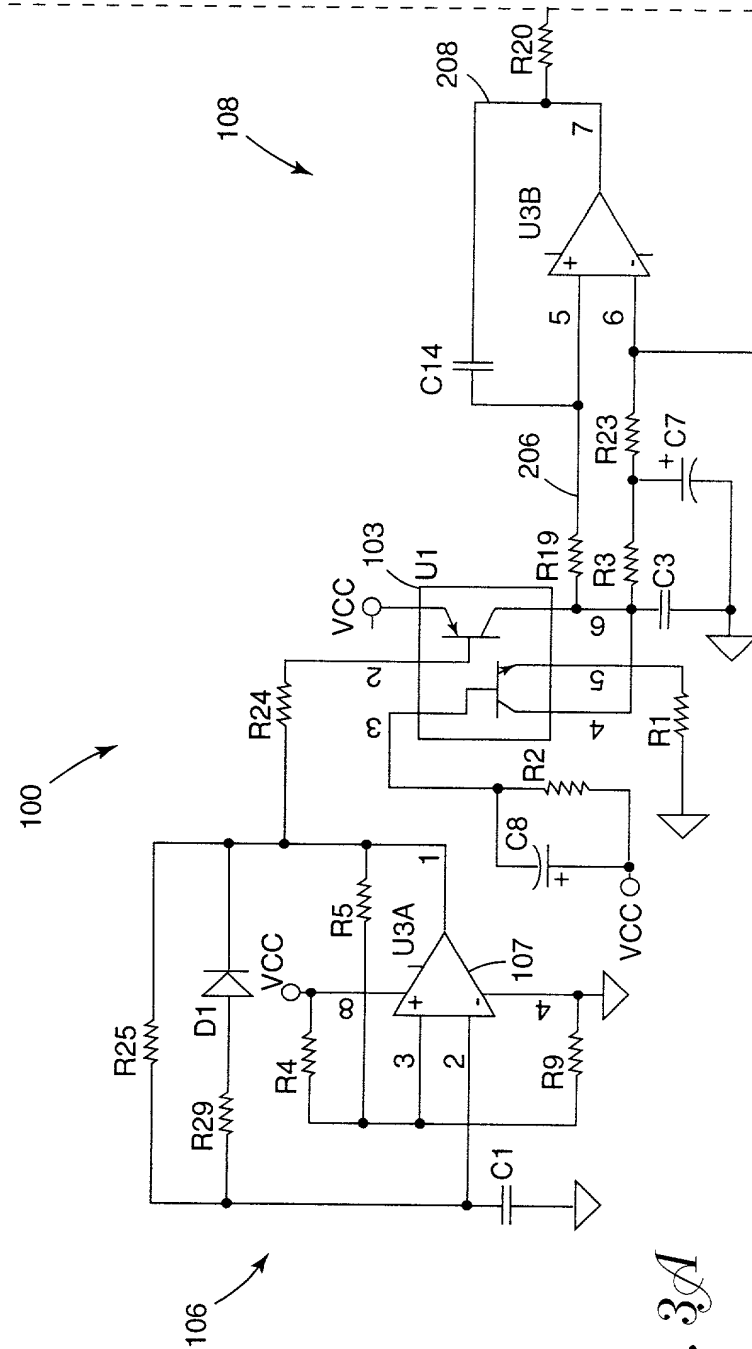 100
108
106
R25
R29
D1
R24
VCC
R4
R5
8
U3A
1
3
2
+
-
107
4
R9
C1
C8
+
R2
VCC
VCC
103
U1
2
3
6
5
4
R1
R19
206
R3
C3
R23
+
C7
C14
208
5
6
+
-
U3B
7
R20
. 3A